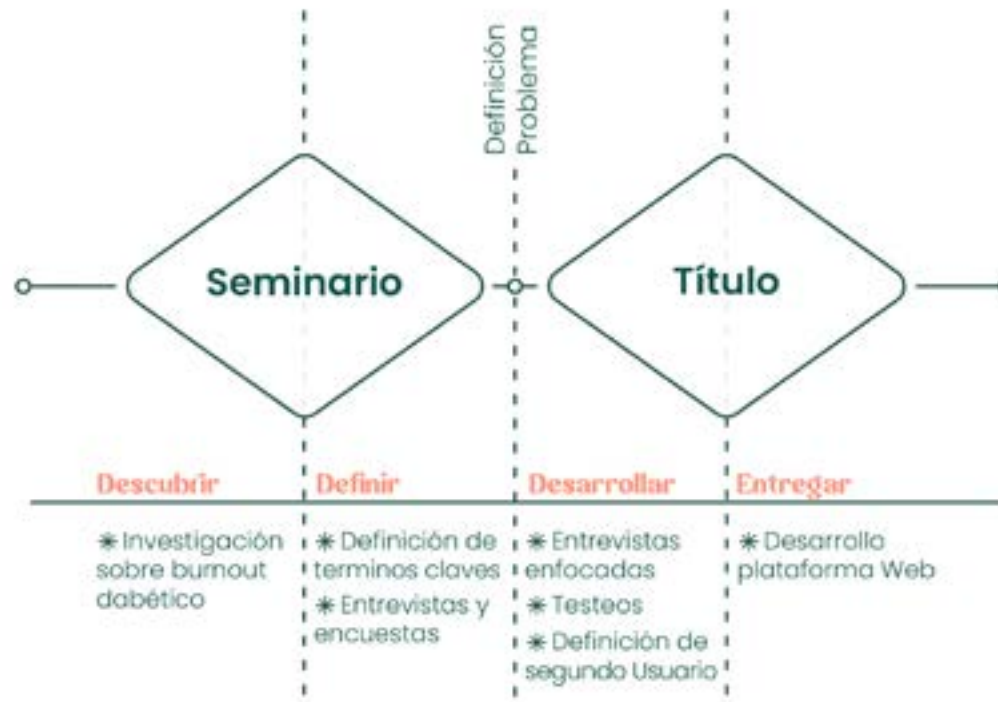 Definición
Problema
Seminario
Título
Descubrir
Definir
Desarrollar
Entregar
✳ Investigación
sobre burnout
dabético
✳ Definición de
terminos claves
✳ Entrevistas y
encuestas
✳ Entrevistas
enfocadas
✳ Testeos
✳ Definición de
segundo Usuario
✳ Desarrollo
plataforma Web